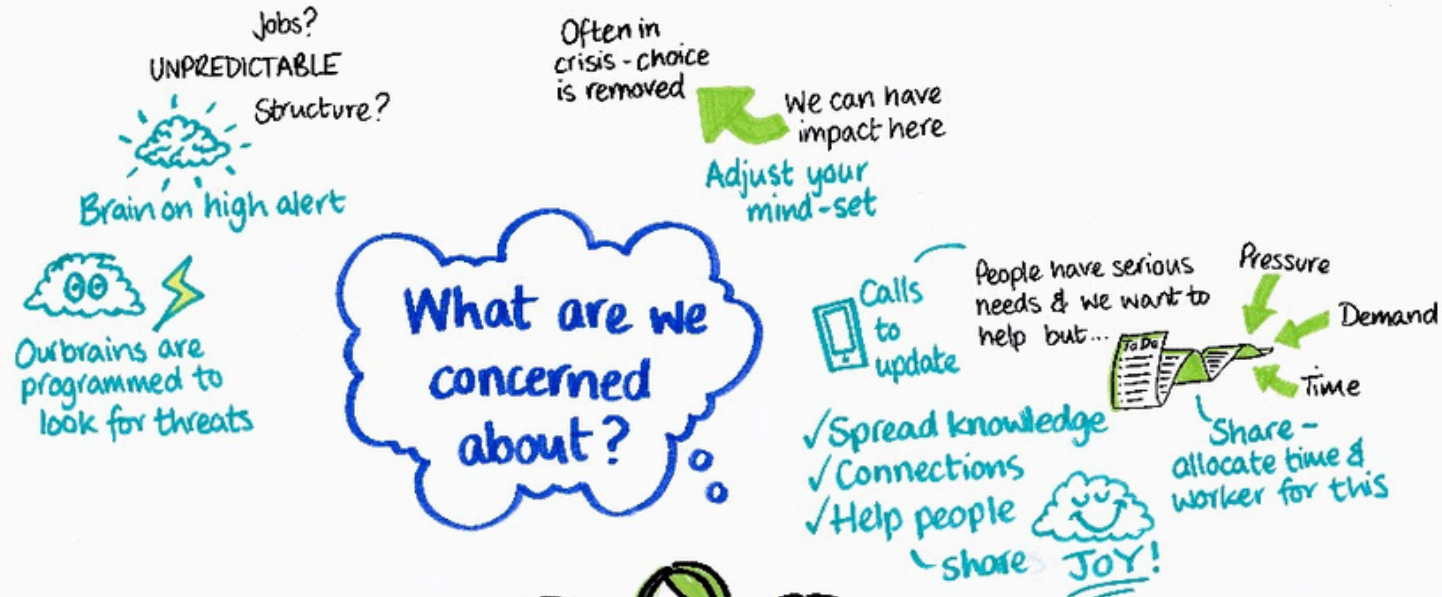 Jobs?
UNPREDICTABLE
Structure?
Brain on high alert
Our brains are
programmed to
look for threats
Often in
crisis - choice
is removed
We can have
impact here
Adjust your
mind-set
What are we
concerned
about?
Calls
to
update
People have serious
needs & we want to
help but...
To Do
Pressure
Demand
Time
Share -
allocate time &
worker for this
✓Spread knowledge
✓Connections
✓Help people
share JOY!